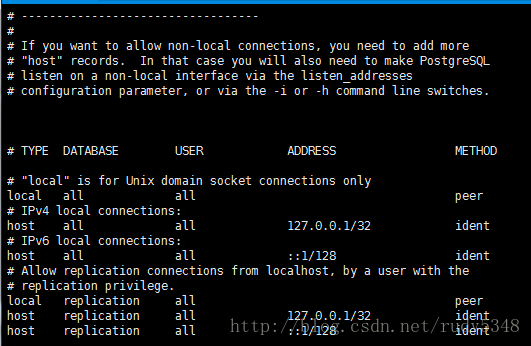 # ----------------------------------
#
# If you want to allow non-local connections, you need to add more
# "host" records.  In that case you will also need to make PostgreSQL
# listen on a non-local interface via the listen_addresses
# configuration parameter, or via the -i or -h command line switches.
# TYPE  DATABASE        USER            ADDRESS                 METHOD
# "local" is for Unix domain socket connections only
local   all             all                                     peer
# IPv4 local connections:
host    all             all             127.0.0.1/32            ident
# IPv6 local connections:
host    all             all             ::1/128                 ident
# Allow replication connections from localhost, by a user with the
# replication privilege.
local   replication     all                                     peer
host    replication     all             127.0.0.1/32            ident
host    replication     all             ::1/128                 ident
http://blog.csdn.net/rudy5348